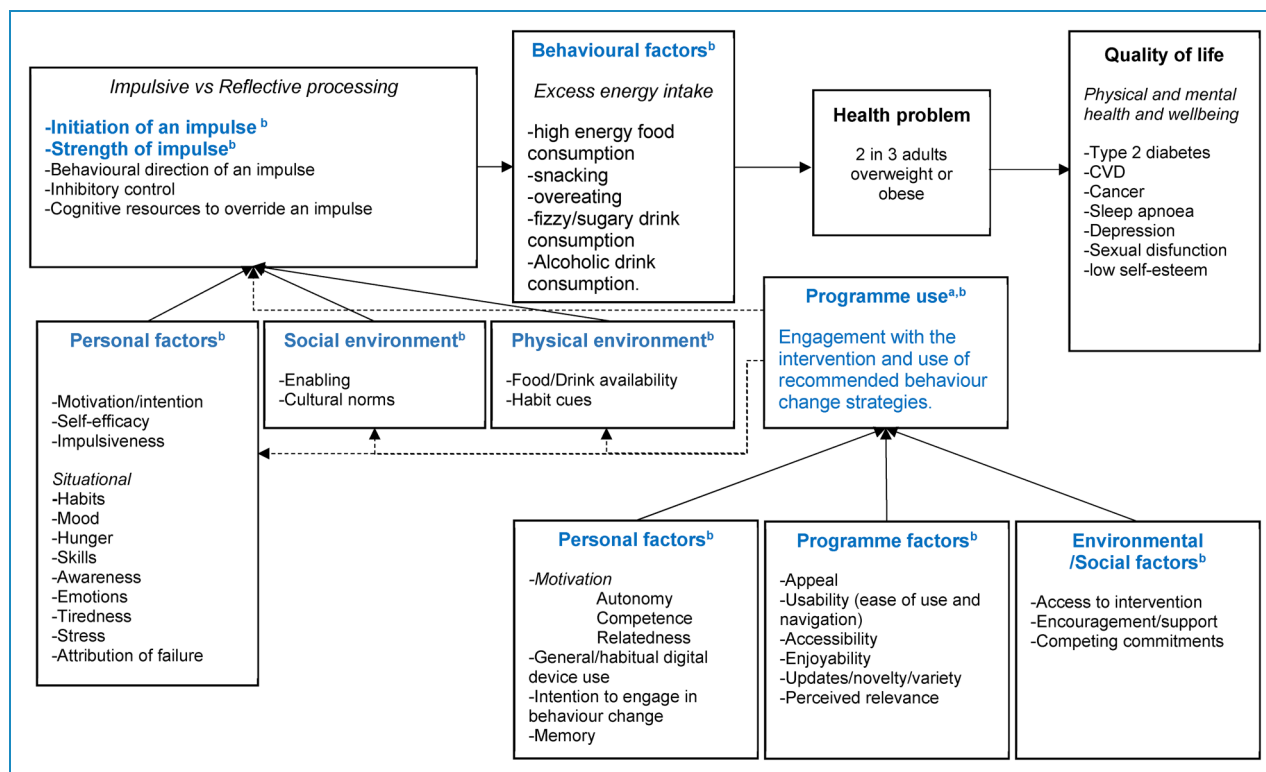 Impulsive vs Reflective processing
-Initiation of an impulse b
-Strength of impulseb
-Behavioural direction of an impulse
-Inhibitory control
-Cognitive resources to override an impulse
Behavioural factorsb
Excess energy intake
-high energy food
consumption
-snacking
-overeating
-fizzy/sugary drink
consumption
-Alcoholic drink
consumption.
Health problem
2 in 3 adults
overweight or
obese
Quality of life
Physical and mental
health and wellbeing
-Type 2 diabetes
-CVD
-Cancer
-Sleep apnoea
-Depression
-Sexual disfunction
-low self-esteem
Personal factorsb
-Motivation/intention
-Self-efficacy
-Impulsiveness
Situational
-Habits
-Mood
-Hunger
-Skills
-Awareness
-Emotions
-Tiredness
-Stress
-Attribution of failure
Social environmentb
-Enabling
-Cultural norms
Physical environmentb
-Food/Drink availability
-Habit cues
Programme usea,b
Engagement with the
intervention and use of
recommended behaviour
change strategies.
Personal factorsb
-Motivation
Autonomy
Competence
Relatedness
-General/habitual digital
device use
-Intention to engage in
behaviour change
-Memory
Programme factorsb
-Appeal
-Usability (ease of use and
navigation)
-Accessibility
-Enjoyability
-Updates/novelty/variety
-Perceived relevance
Environmental
/Social factorsb
-Access to intervention
-Encouragement/support
-Competing commitments